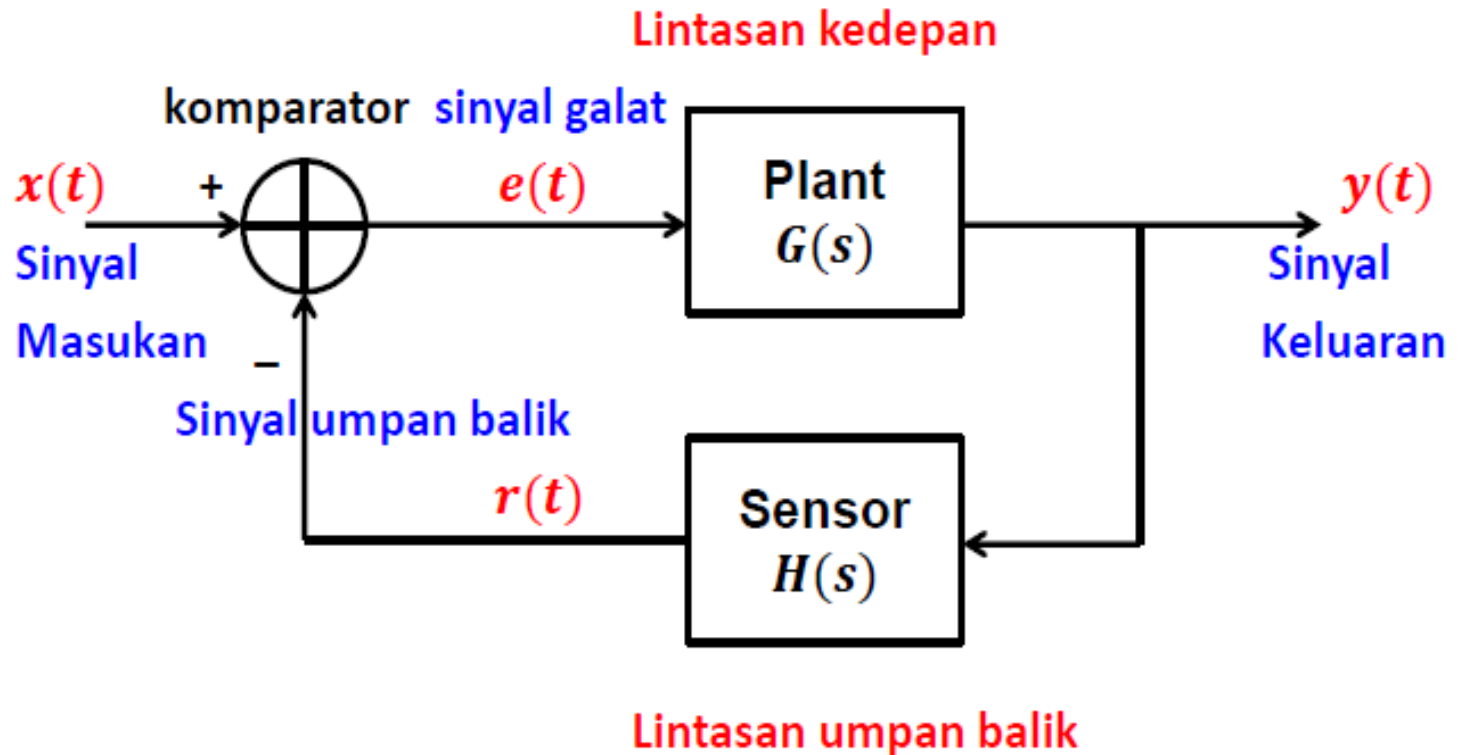 Lintasan kedepan
komparator sinyal galat
x(t) + e(t) Plant y(t)
G(s)
Sinyal Sinyal
Masukan – Keluaran
Sinyal umpan balik
r(t) Sensor
H(s)
Lintasan umpan balik